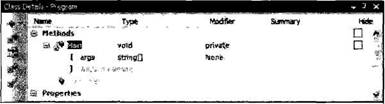 Class Details - Program
Name Type Modifier Summary Hide
Methods
Main void private
( args string[] None
Properties